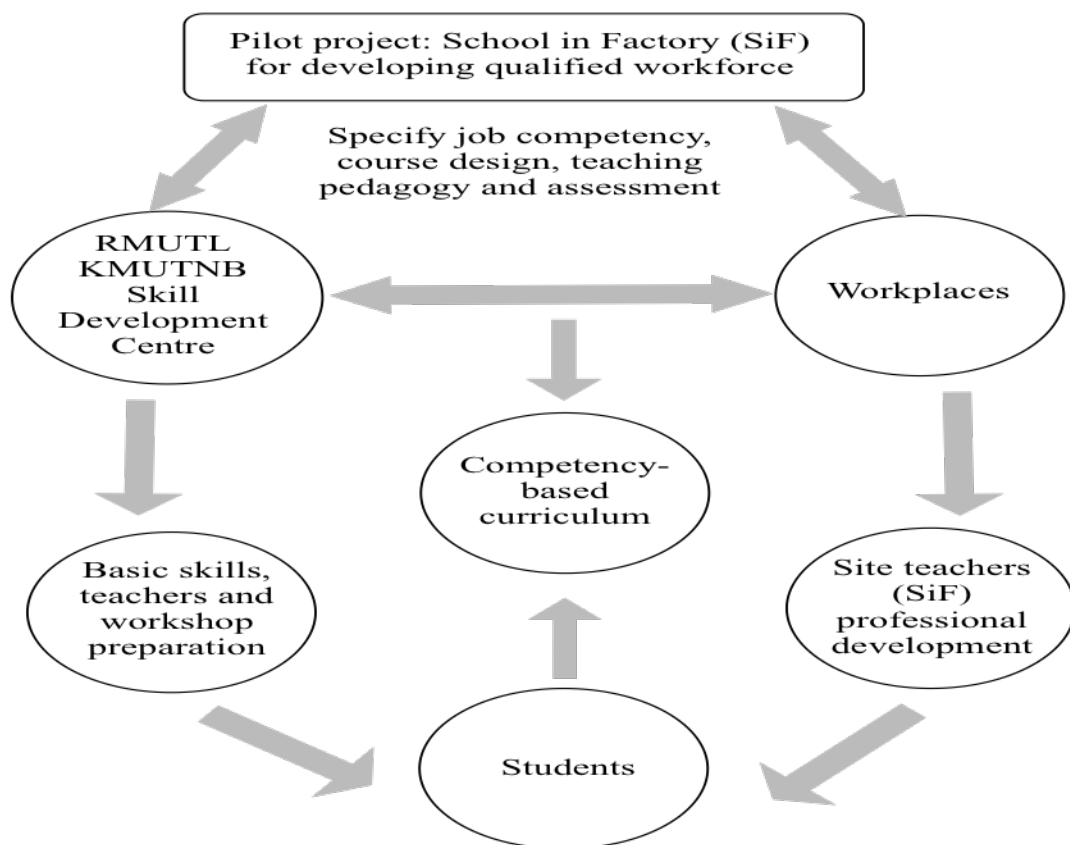 Pilot project: School in Factory (SiF)
for developing qualified workforce
Specify job competency,
course design, teaching
pedagogy and assessment
RMUTL
KMUTNB
Skill
Development
Centre
Workplaces
Competency-
based
curriculum
Basic skills,
teachers and
workshop
preparation
Site teachers
(SiF)
professional
development
Students